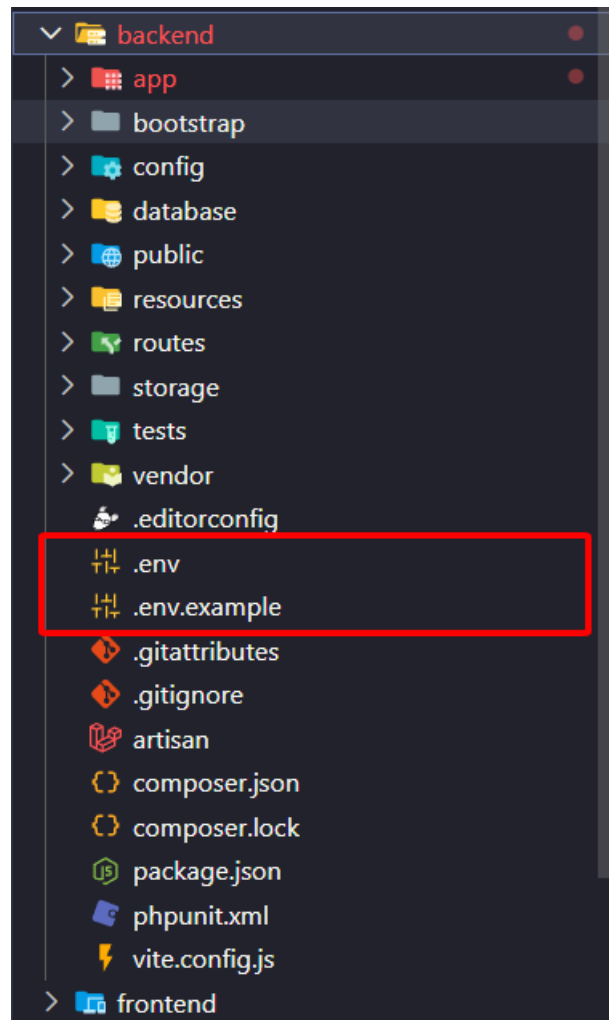 backend
app
bootstrap
config
database
public
resources
routes
storage
tests
vendor
.editorconfig
.env
.env.example
.gitattributes
.gitignore
artisan
composer.json
composer.lock
package.json
phpunit.xml
vite.config.js
frontend